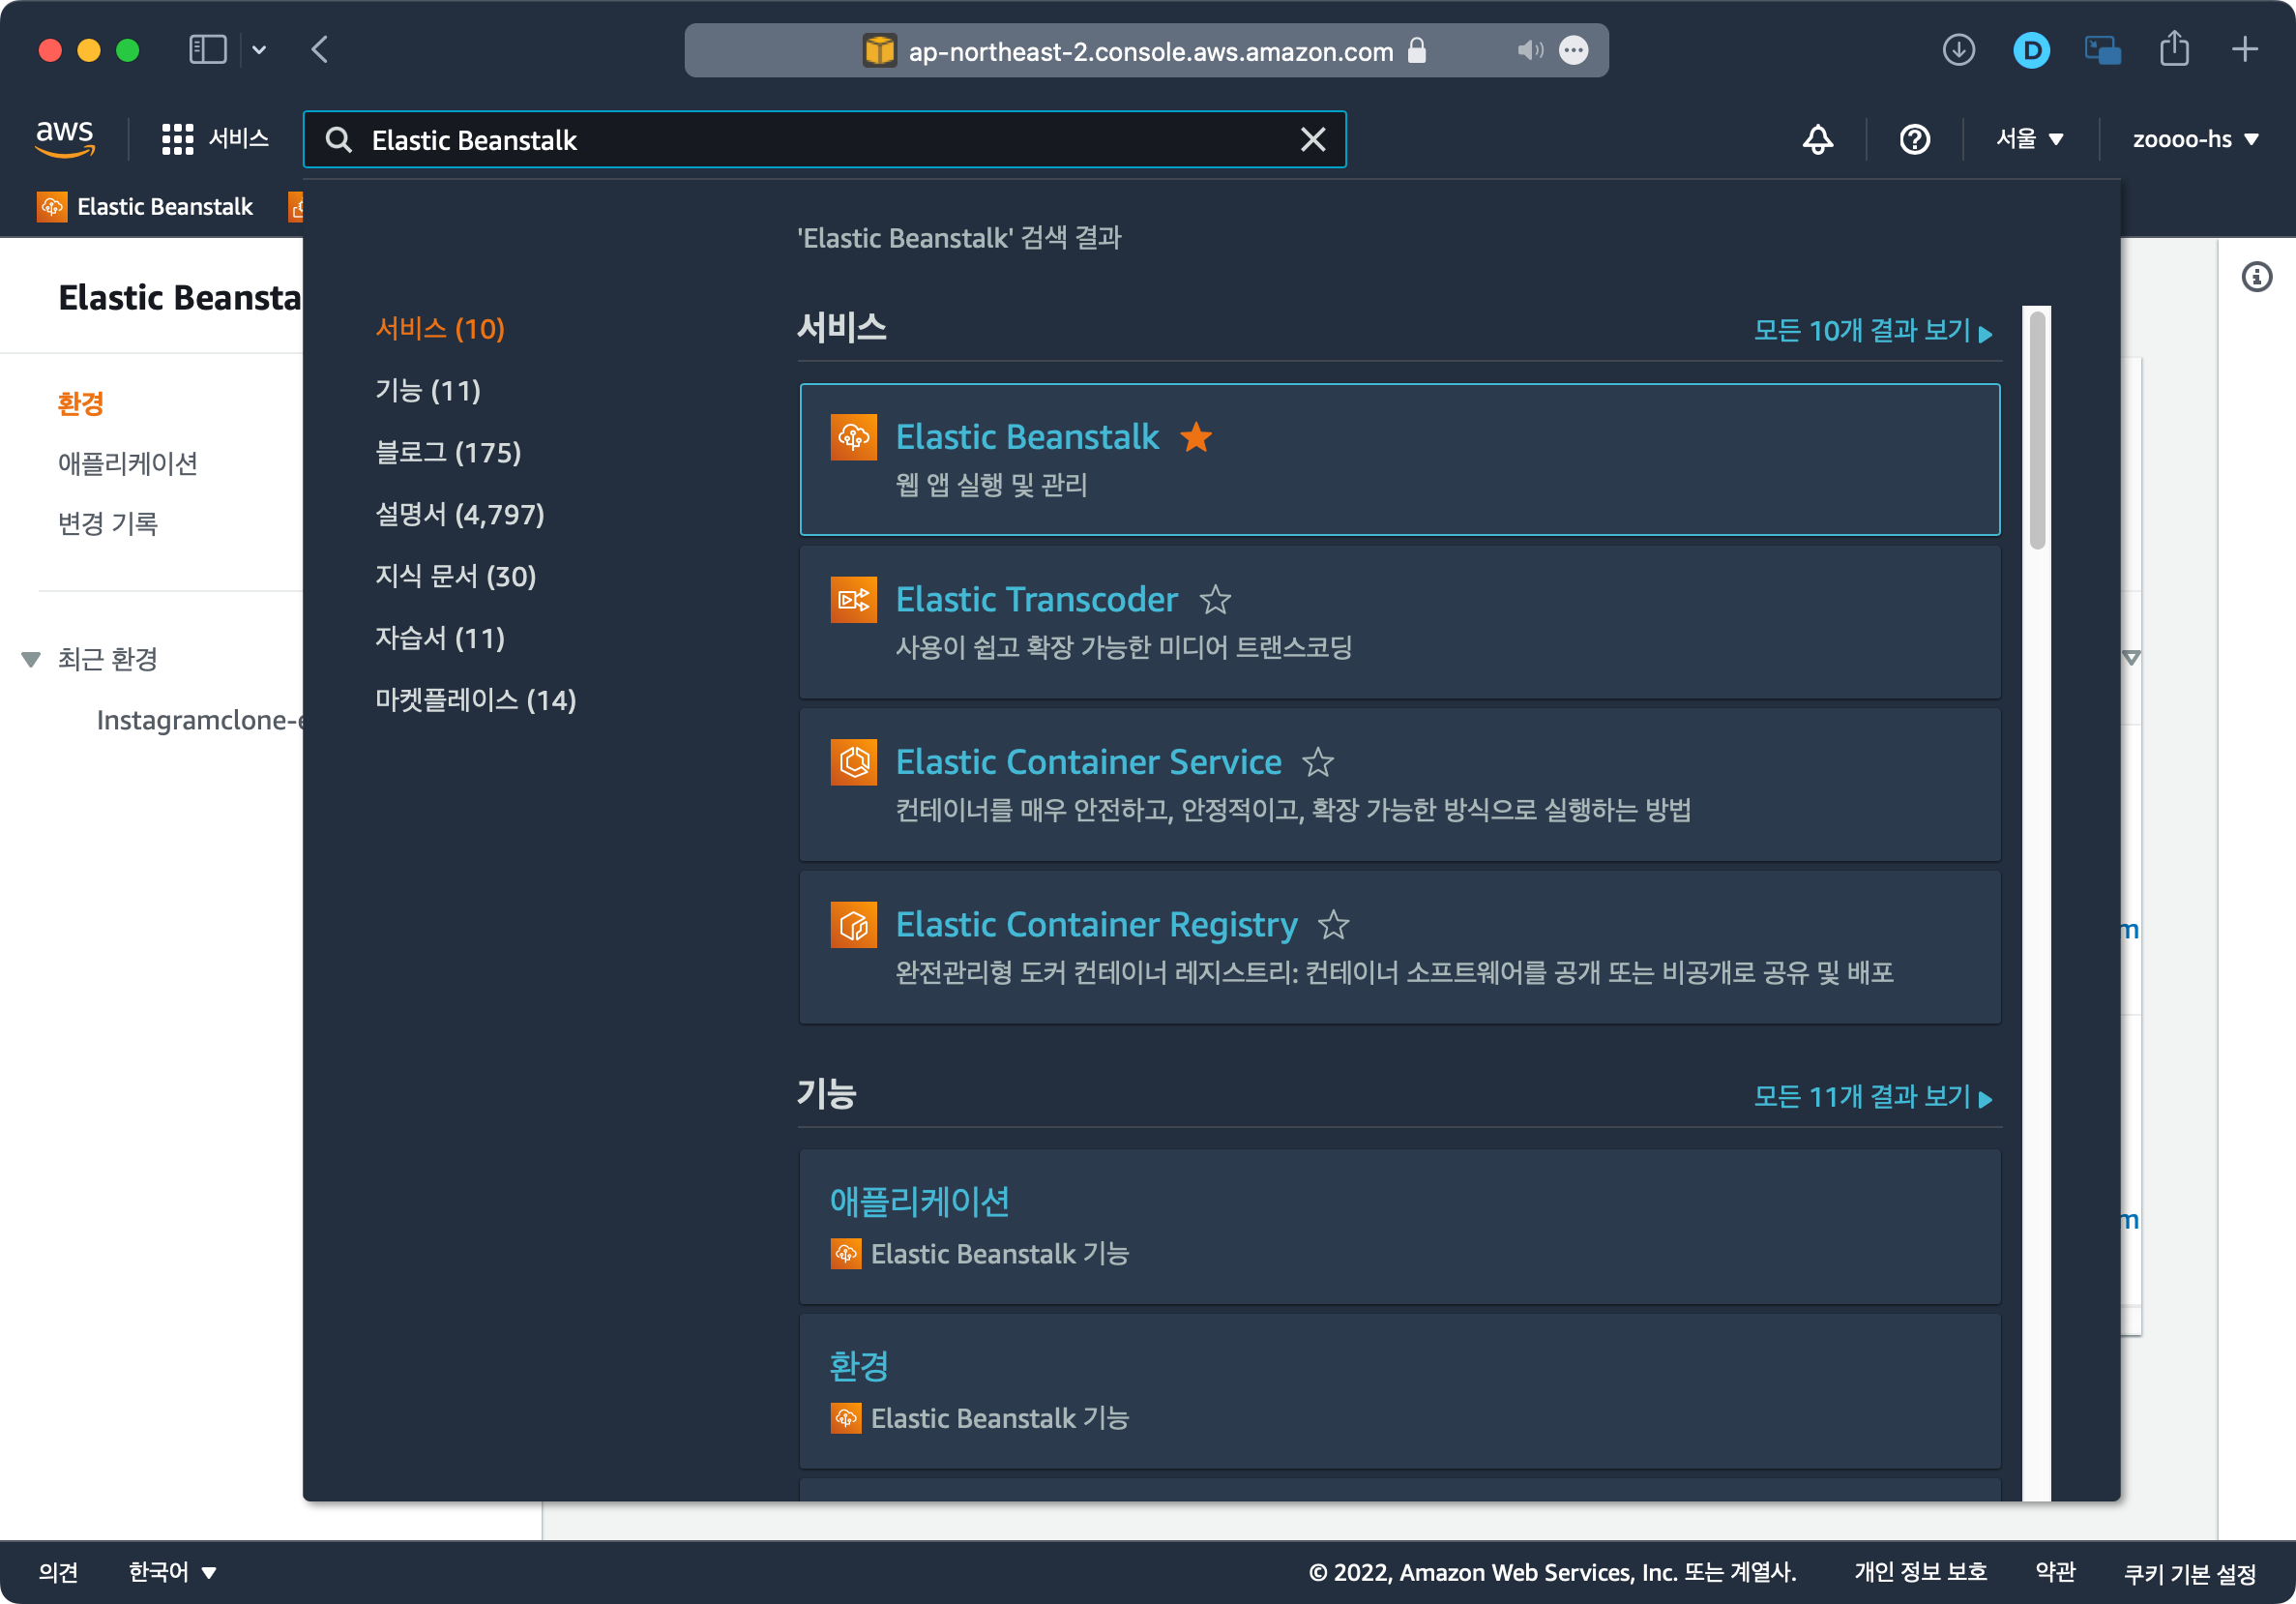 ap-northeast-2.console.aws.amazon.com
D
aws
서비스
Elastic Beanstalk
서울
zoooo-hs
Elastic Beanstalk
'Elastic Beanstalk' 검색 결과
Elastic Beansta
환경
애플리케이션
변경 기록
최근 환경
Instagramclone-e
서비스 (10)
기능 (11)
블로그 (175)
설명서 (4,797)
지식 문서 (30)
자습서 (11)
마켓플레이스 (14)
서비스
모든 10개 결과 보기
Elastic Beanstalk
웹 앱 실행 및 관리
Elastic Transcoder
사용이 쉽고 확장 가능한 미디어 트랜스코딩
Elastic Container Service
컨테이너를 매우 안전하고, 안정적이고, 확장 가능한 방식으로 실행하는 방법
Elastic Container Registry
완전관리형 도커 컨테이너 레지스트리: 컨테이너 소프트웨어를 공개 또는 비공개로 공유 및 배포
기능
모든 11개 결과 보기
애플리케이션
Elastic Beanstalk 기능
환경
Elastic Beanstalk 기능
m
m
의견
한국어
© 2022, Amazon Web Services, Inc. 또는 계열사.
개인 정보 보호
약관
쿠키 기본 설정